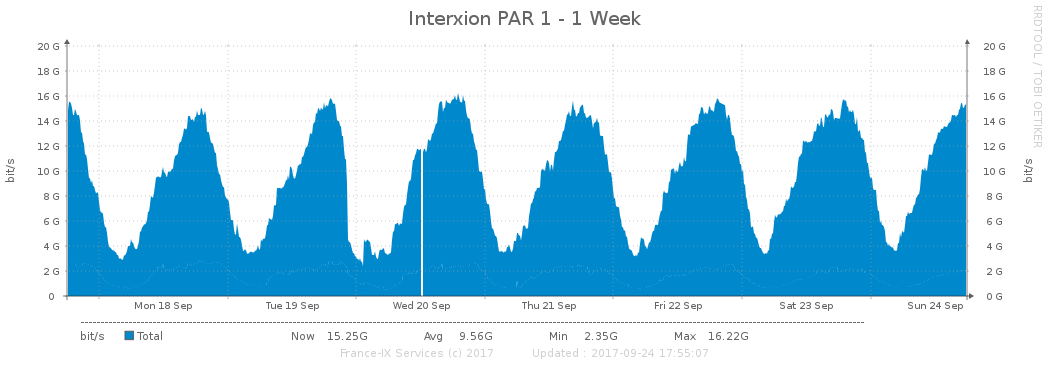 Interxion PAR 1 - 1 Week
RRDTOOL / TOBI OETIKER
20 G 20 G
18 G 18 G
16 G 16 G
14 G 14 G
12 G 12 G
10 G 10 G
8 G 8 G
6 G 6 G
4 G 4 G
2 G 2 G
0 0 G
bit/s
bit/s
Mon 18 Sep Tue 19 Sep Wed 20 Sep Thu 21 Sep Fri 22 Sep Sat 23 Sep Sun 24 Sep
bit/s Total Now 15.25G Avg 9.56G Min 2.35G Max 16.22G
France-IX Services (c) 2017 Updated : 2017-09-24 17:55:07